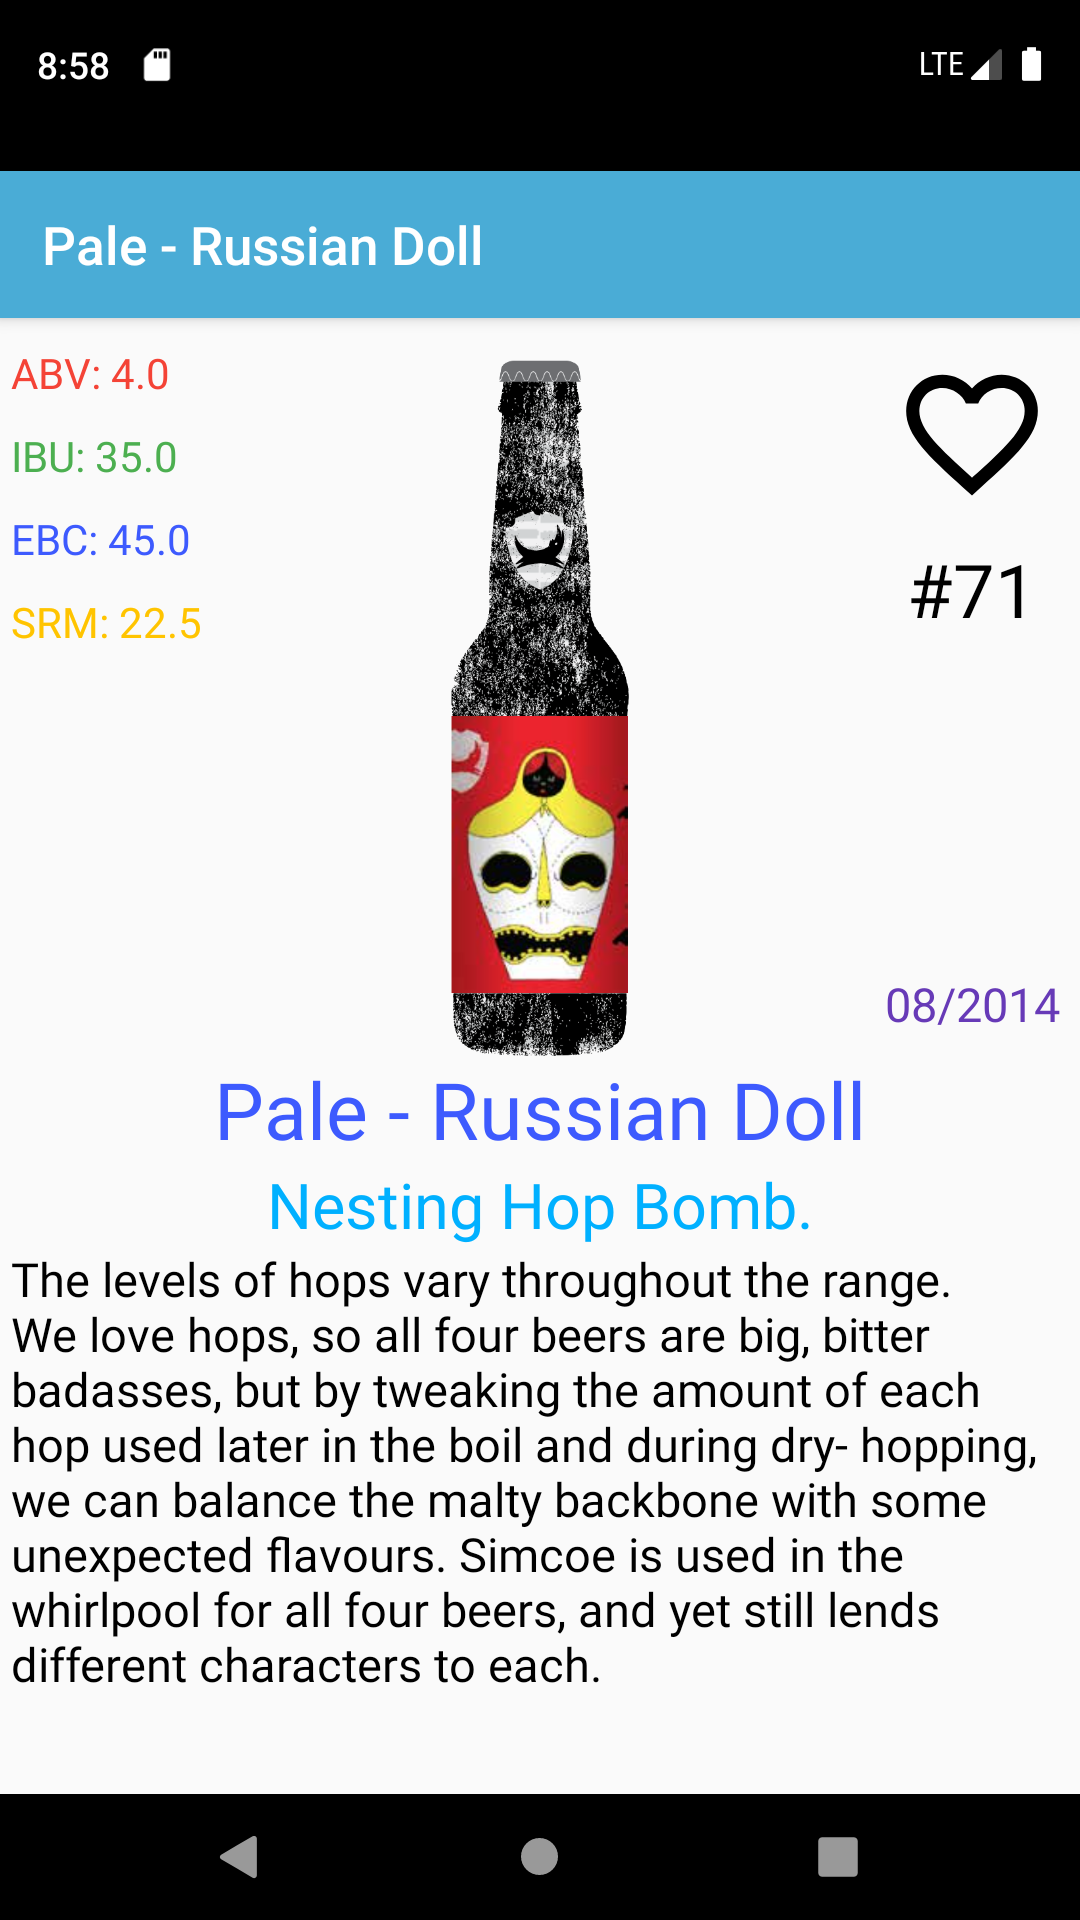 8:58
LTE
Pale - Russian Doll
ABV: 4.0
IBU: 35.0
EBC: 45.0
SRM: 22.5
#71
08/2014
Pale - Russian Doll
Nesting Hop Bomb.
The levels of hops vary throughout the range.
We love hops, so all four beers are big, bitter
badasses, but by tweaking the amount of each
hop used later in the boil and during dry- hopping,
we can balance the malty backbone with some
unexpected flavours. Simcoe is used in the
whirlpool for all four beers, and yet still lends
different characters to each.